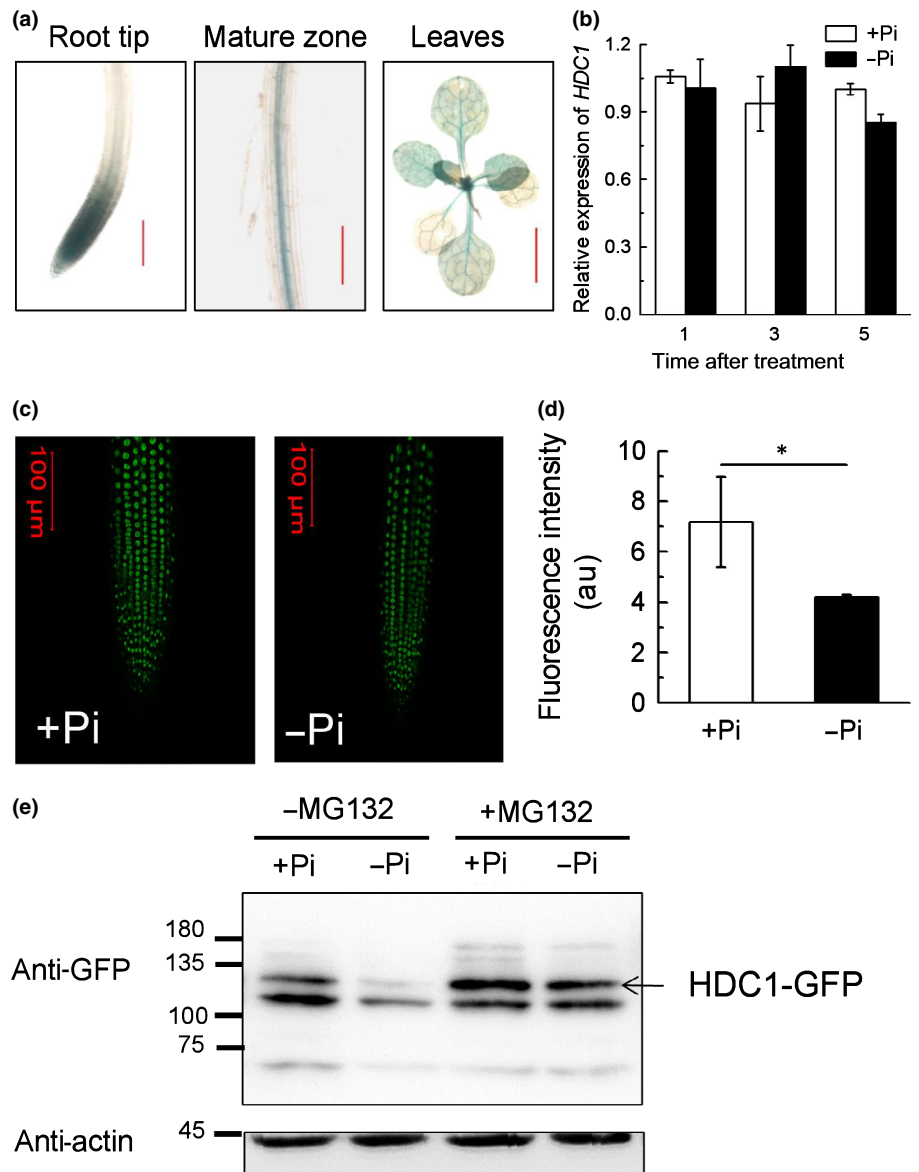 (a)
Root tip
Mature zone
Leaves
(b)
+Pi
–Pi
Relative expression of HDC1
1.2
0.9
0.6
0.3
0.0
1
3
5
Time after treatment
(c)
100 µm
+Pi
100 µm
–Pi
(d)
Fluorescence intensity
(au)
10
8
6
4
2
0
*
+Pi
–Pi
(e)
–MG132
+MG132
+Pi
–Pi
+Pi
–Pi
Anti-GFP
180
135
100
75
HDC1-GFP
Anti-actin
45